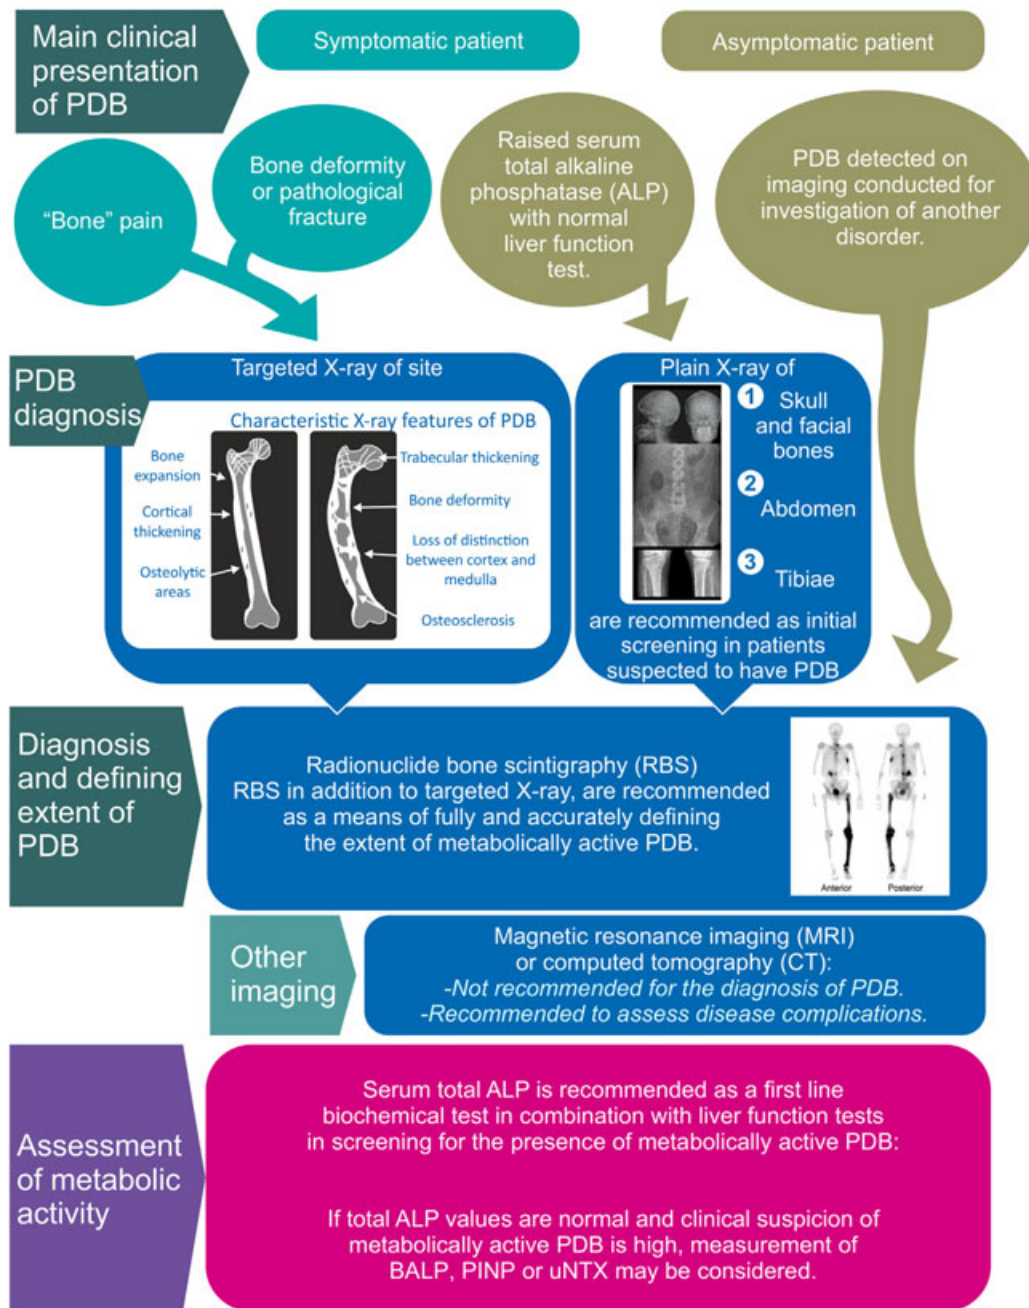 Main clinical
presentation
of PDB
Symptomatic patient
Asymptomatic patient
“Bone” pain
Bone deformity
or pathological
fracture
Raised serum
total alkaline
phosphatase (ALP)
with normal
liver function
test.
PDB detected on
imaging conducted for
investigation of another
disorder.
PDB
diagnosis
Targeted X-ray of site
Characteristic X-ray features of PDB
Bone
expansion
Cortical
thickening
Osteolytic
areas
Trabecular thickening
Bone deformity
Loss of distinction
between cortex and
medulla
Osteosclerosis
Plain X-ray of
1 Skull
and facial
bones
2
Abdomen
3
Tibiae
are recommended as initial
screening in patients
suspected to have PDB
Diagnosis
and defining
extent of
PDB
Radionuclide bone scintigraphy (RBS)
RBS in addition to targeted X-ray, are recommended
as a means of fully and accurately defining
the extent of metabolically active PDB.
Anterior Posterior
Other
imaging
Magnetic resonance imaging (MRI)
or computed tomography (CT):
-Not recommended for the diagnosis of PDB.
-Recommended to assess disease complications.
Assessment
of metabolic
activity
Serum total ALP is recommended as a first line
biochemical test in combination with liver function tests
in screening for the presence of metabolically active PDB:
If total ALP values are normal and clinical suspicion of
metabolically active PDB is high, measurement of
BALP, PINP or uNTX may be considered.